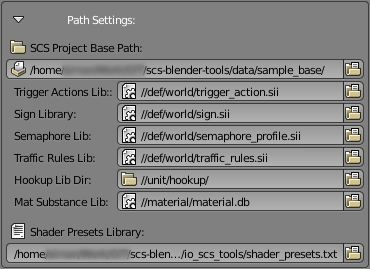 Path Settings:
SCS Project Base Path:
/home/ /scs-blender-tools/data/sample_base/
Trigger Actions Lib:: //def/world/trigger_action.sii
Sign Library: //def/world/sign.sii
Semaphore Lib: //def/world/semaphore_profile.sii
Traffic Rules Lib: //def/world/traffic_rules.sii
Hookup Lib Dir: //unit/hookup/
Mat Substance Lib: //material/material.db
Shader Presets Library:
/home/ /scs-blen.../io_scs_tools/shader_presets.txt